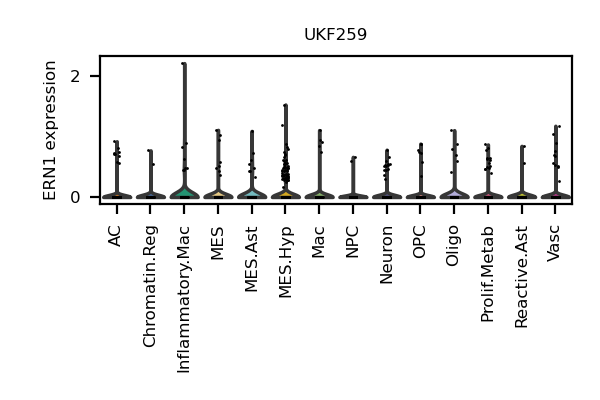 UKF259
ERN1 expression
2
0
AC
Chromatin.Reg
Inflammatory.Mac
MES
MES.Ast
MES.Hyp
Mac
NPC
Neuron
OPC
Oligo
Prolif.Metab
Reactive.Ast
Vasc